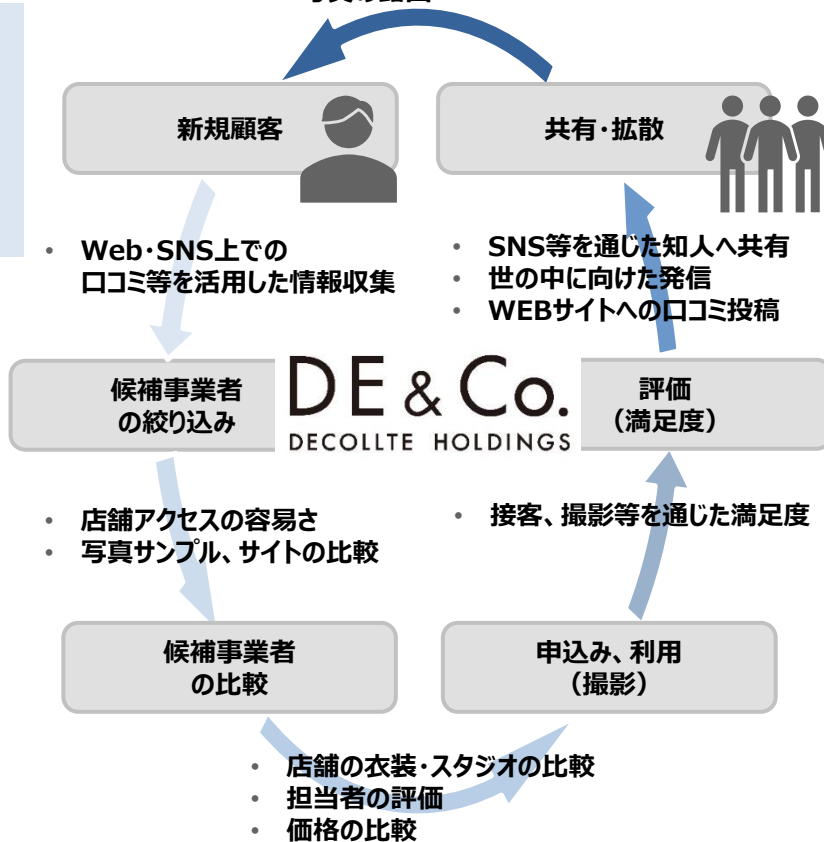 新規顧客
共有・拡散
・ Web・SNS上での
口コミ等を活用した情報収集
・ SNS等を通じた知人へ共有
・ 世の中に向けた発信
・ WEBサイトへの口コミ投稿
候補事業者
の絞り込み
DE & Co.
DECOLLTE HOLDINGS
評価
（満足度）
・ 店舗アクセスの容易さ
・ 写真サンプル、サイトの比較
・ 接客、撮影等を通じた満足度
候補事業者
の比較
申込み、利用
（撮影）
・ 店舗の衣装・スタジオの比較
・ 担当者の評価
・ 価格の比較